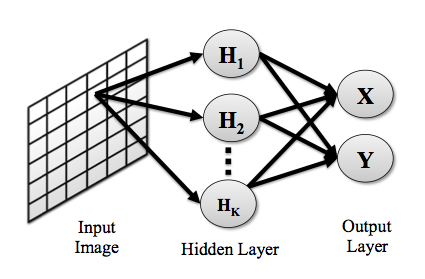 H1
H2
HK
X
Y
Input
Image
Hidden Layer
Output
Layer